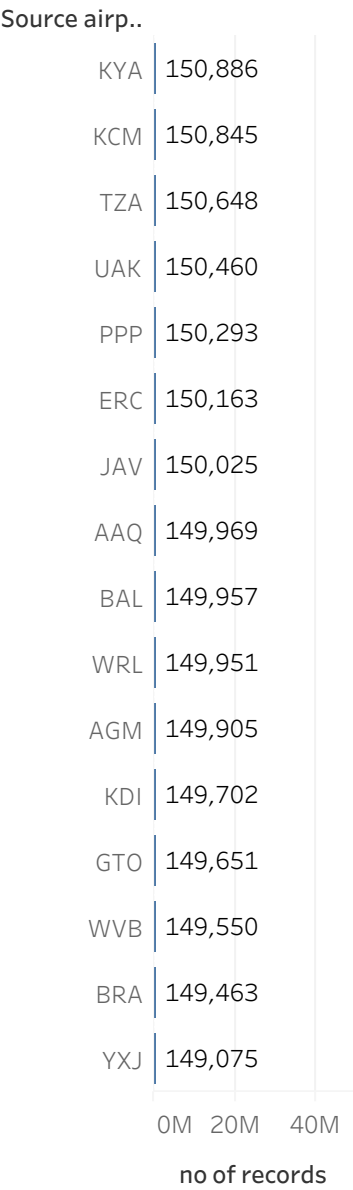 Source airp..
KYA 150,886
KCM 150,845
TZA 150,648
UAK 150,460
PPP 150,293
ERC 150,163
JAV 150,025
AAQ 149,969
BAL 149,957
WRL 149,951
AGM 149,905
KDI 149,702
GTO 149,651
WVB 149,550
BRA 149,463
YXJ 149,075
0M 20M 40M
no of records